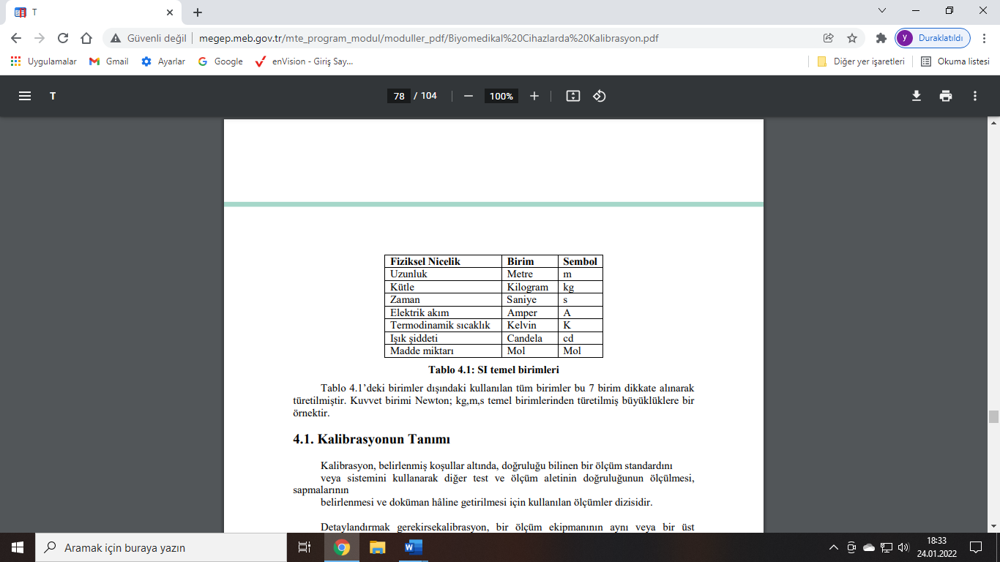 T
Güvenli değil
megep.meb.gov.tr/mte_program_modul/moduller_pdf/Biyomedikal%20Cihazlarda%20Kalibrasyon.pdf
y Duraklatıldı
Uygulamalar Gmail Ayarlar Google enVision - Giriş Say... Diğer yer işaretleri Okuma listesi
T 78 / 104 100%
Fiziksel Nicelik Birim Sembol
Uzunluk Metre m
Kütle Kilogram kg
Zaman Saniye s
Elektrik akım Amper A
Termodinamik sıcaklık Kelvin K
Işık şiddeti Candela cd
Madde miktarı Mol Mol
Tablo 4.1: SI temel birimleri
Tablo 4.1’deki birimler dışındaki kullanılan tüm birimler bu 7 birim dikkate alınarak
türetilmiştir. Kuvvet birimi Newton; kg,m,s temel birimlerinden türetilmiş büyüklüklere bir
örnektir.
4.1. Kalibrasyonun Tanımı
Kalibrasyon, belirlenmiş koşullar altında, doğruluğu bilinen bir ölçüm standardını
veya sistemini kullanarak diğer test ve ölçüm aletinin doğruluğunun ölçülmesi,
sapmalarının
belirlenmesi ve doküman hâline getirilmesi için kullanılan ölçümler dizisidir.
Detaylandırmak gerekirsekalibrasyon, bir ölçüm ekipmanının aynı veya bir üst
Aramak için buraya yazın
18:33
24.01.2022